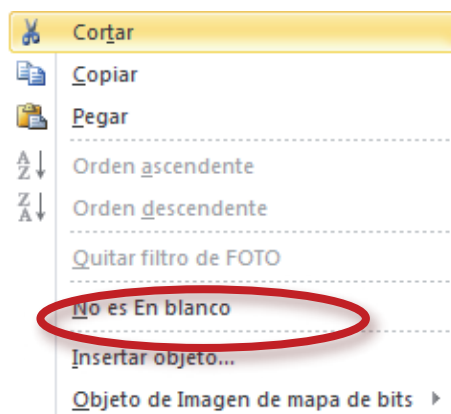 Cortar
Copiar
Pegar
Orden ascendente
Orden descendente
Quitar filtro de FOTO
No es En blanco
Insertar objeto...
Objeto de Imagen de mapa de bits